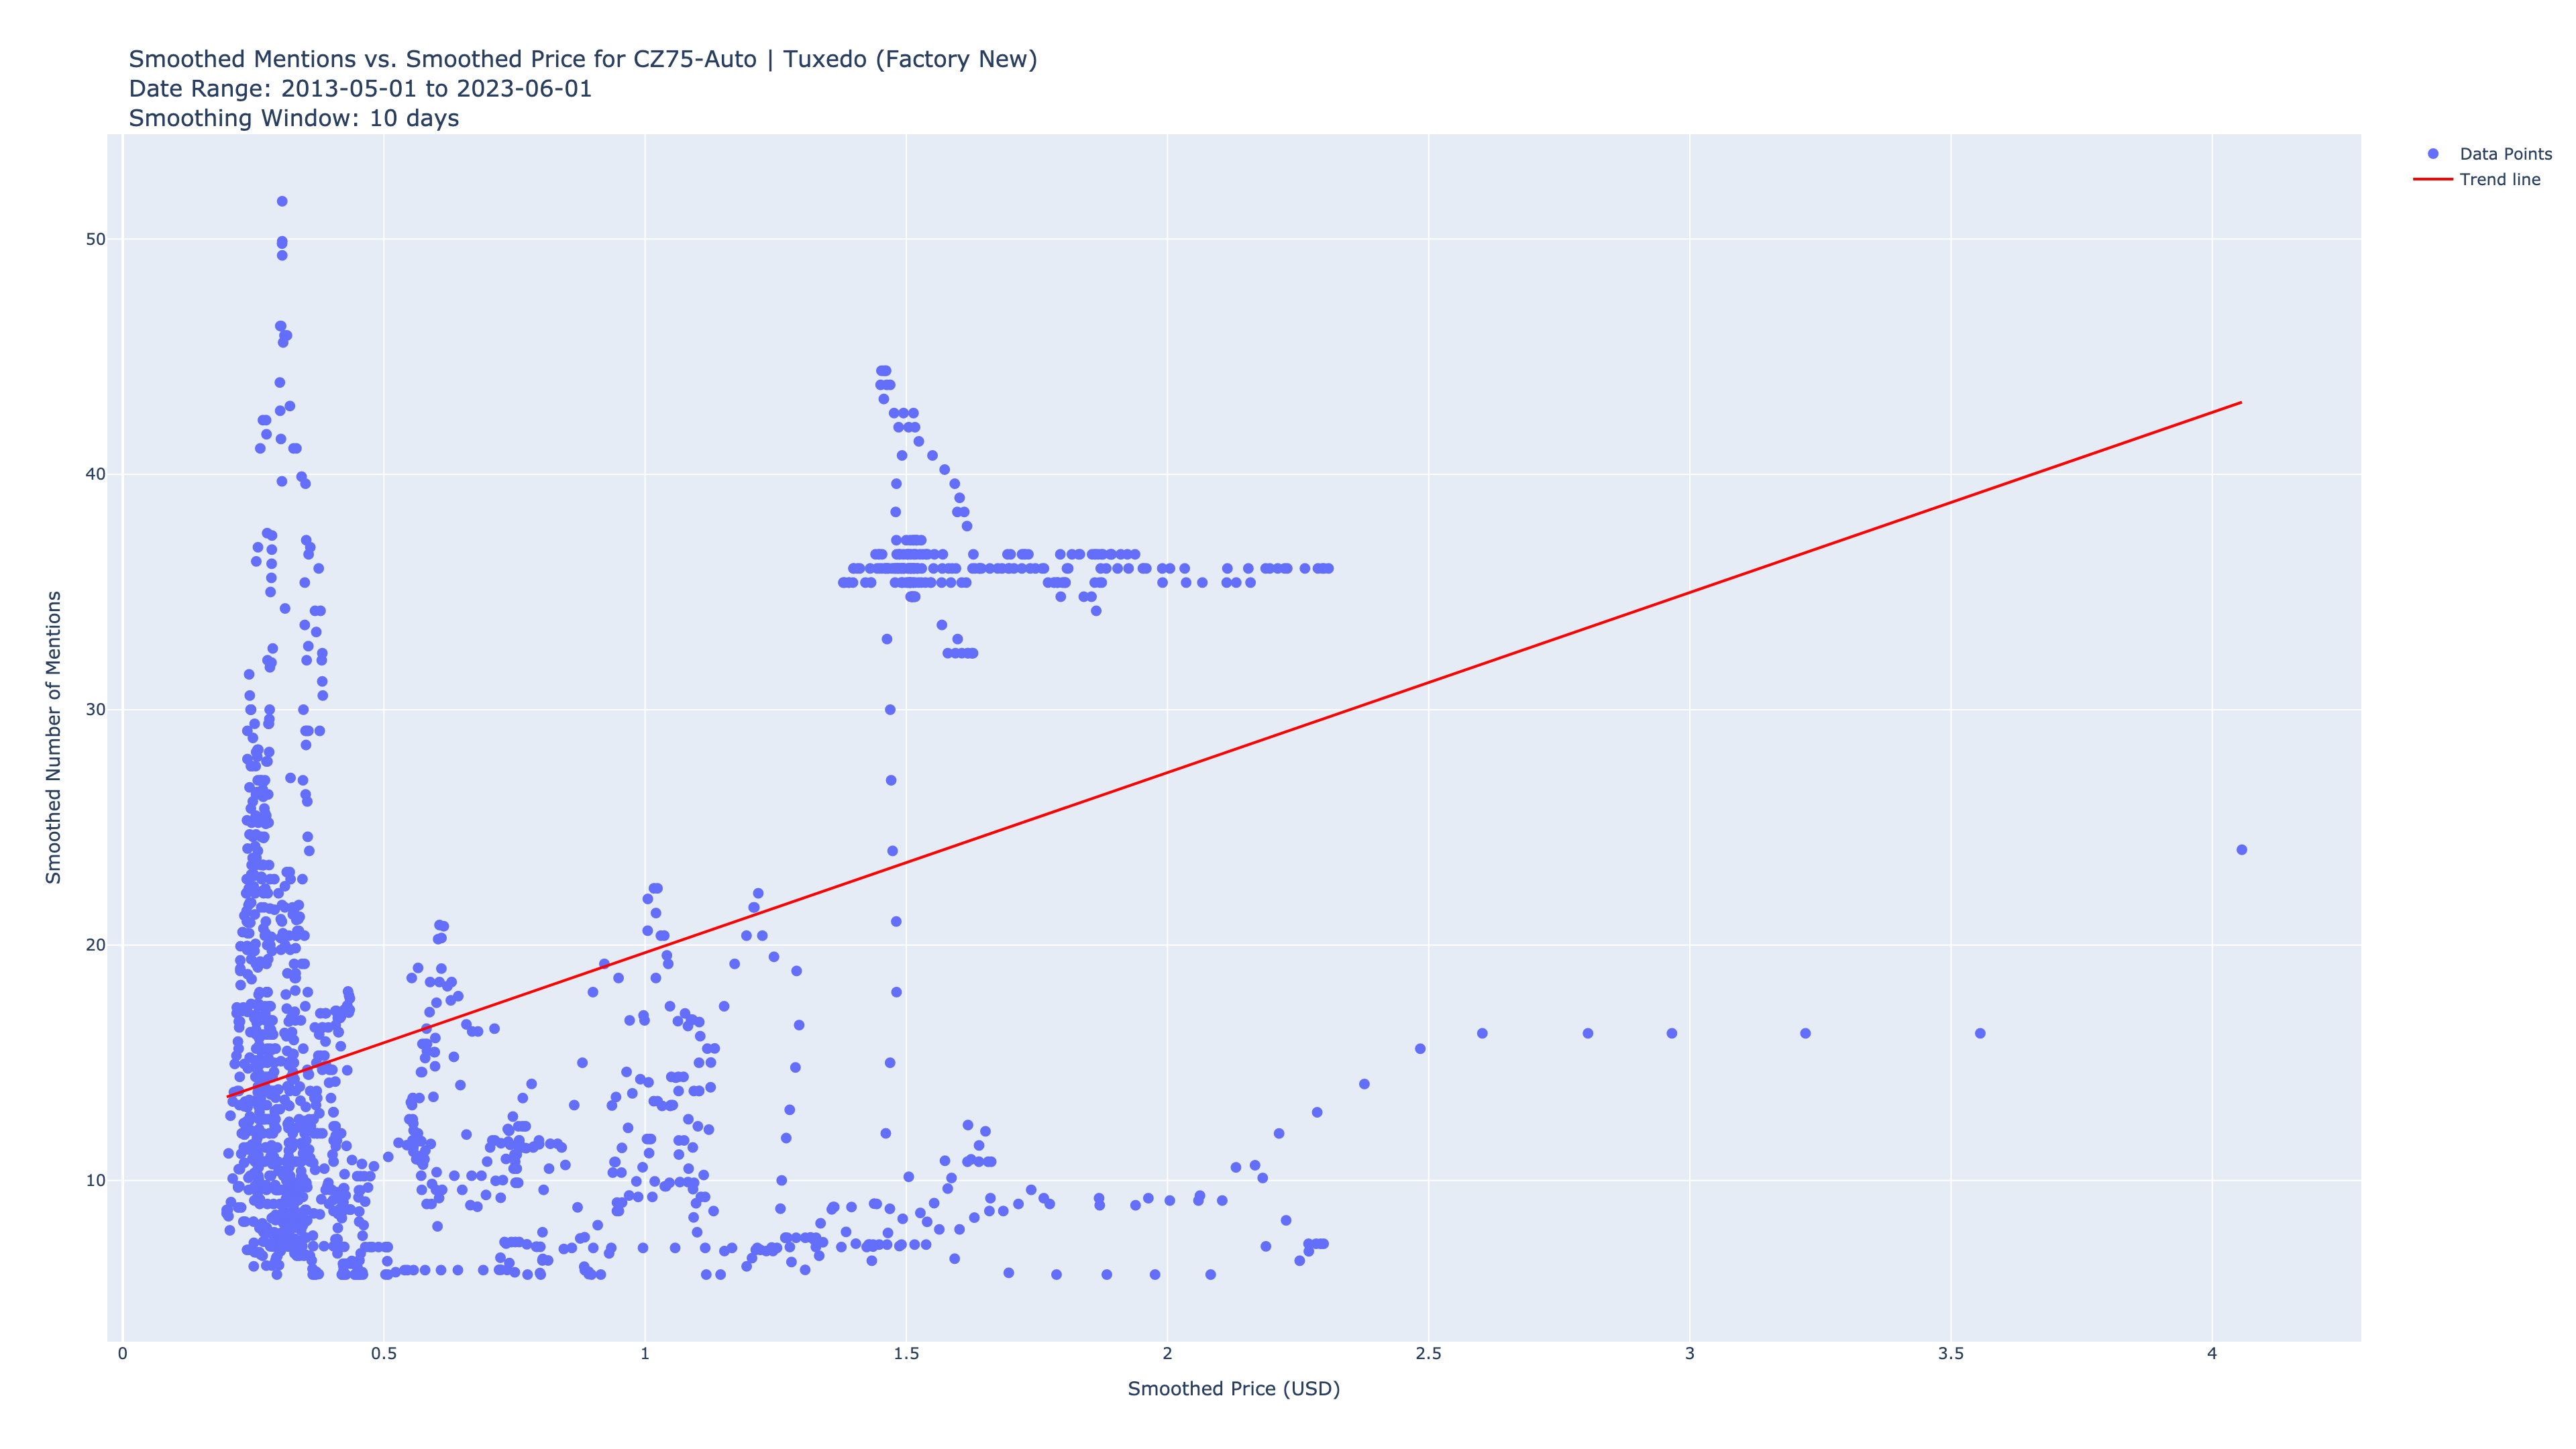 Smoothed Mentions vs. Smoothed Price for CZ75-Auto | Tuxedo (Factory New)
Date Range: 2013-05-01 to 2023-06-01
Smoothing Window: 10 days
Data Points
Trend line
50
40
30
20
10
Smoothed Number of Mentions
0
0.5
1
1.5
2
2.5
3
3.5
4
Smoothed Price (USD)